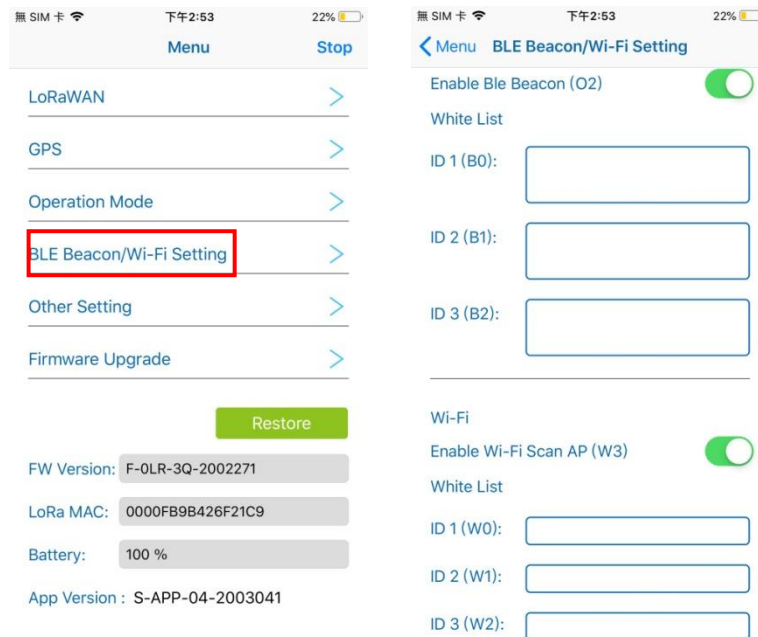 無 SIM 卡 下午2:53 22%
Menu Stop
LoRaWAN
GPS
Operation Mode
BLE Beacon/Wi-Fi Setting
Other Setting
Firmware Upgrade
Restore
FW Version: F-0LR-3Q-2002271
LoRa MAC: 0000FB9B426F21C9
Battery: 100 %
App Version : S-APP-04-2003041
無 SIM 卡 下午2:53 22%
Menu BLE Beacon/Wi-Fi Setting
Enable Ble Beacon (O2)
White List
ID 1 (B0):
ID 2 (B1):
ID 3 (B2):
Wi-Fi
Enable Wi-Fi Scan AP (W3)
White List
ID 1 (W0):
ID 2 (W1):
ID 3 (W2):